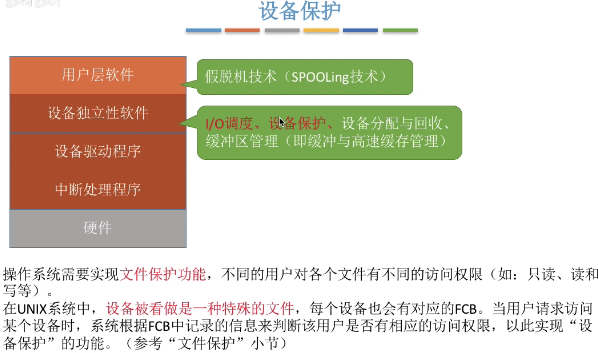 设备保护
用户层软件
假脱机技术（SPOOLing技术）
设备独立性软件
I/O调度、设备保护、设备分配与回收、
缓冲区管理（即缓冲与高速缓存管理）
设备驱动程序
中断处理程序
硬件
操作系统需要实现文件保护功能，不同的用户对各个文件有不同的访问权限（如：只读、读和
写等）。
在UNIX系统中，设备被看做是一种特殊的文件，每个设备也会有对应的FCB。当用户请求访问
某个设备时，系统根据FCB中记录的信息来判断该用户是否有相应的访问权限，以此实现“设
备保护”的功能。（参考“文件保护”小节）